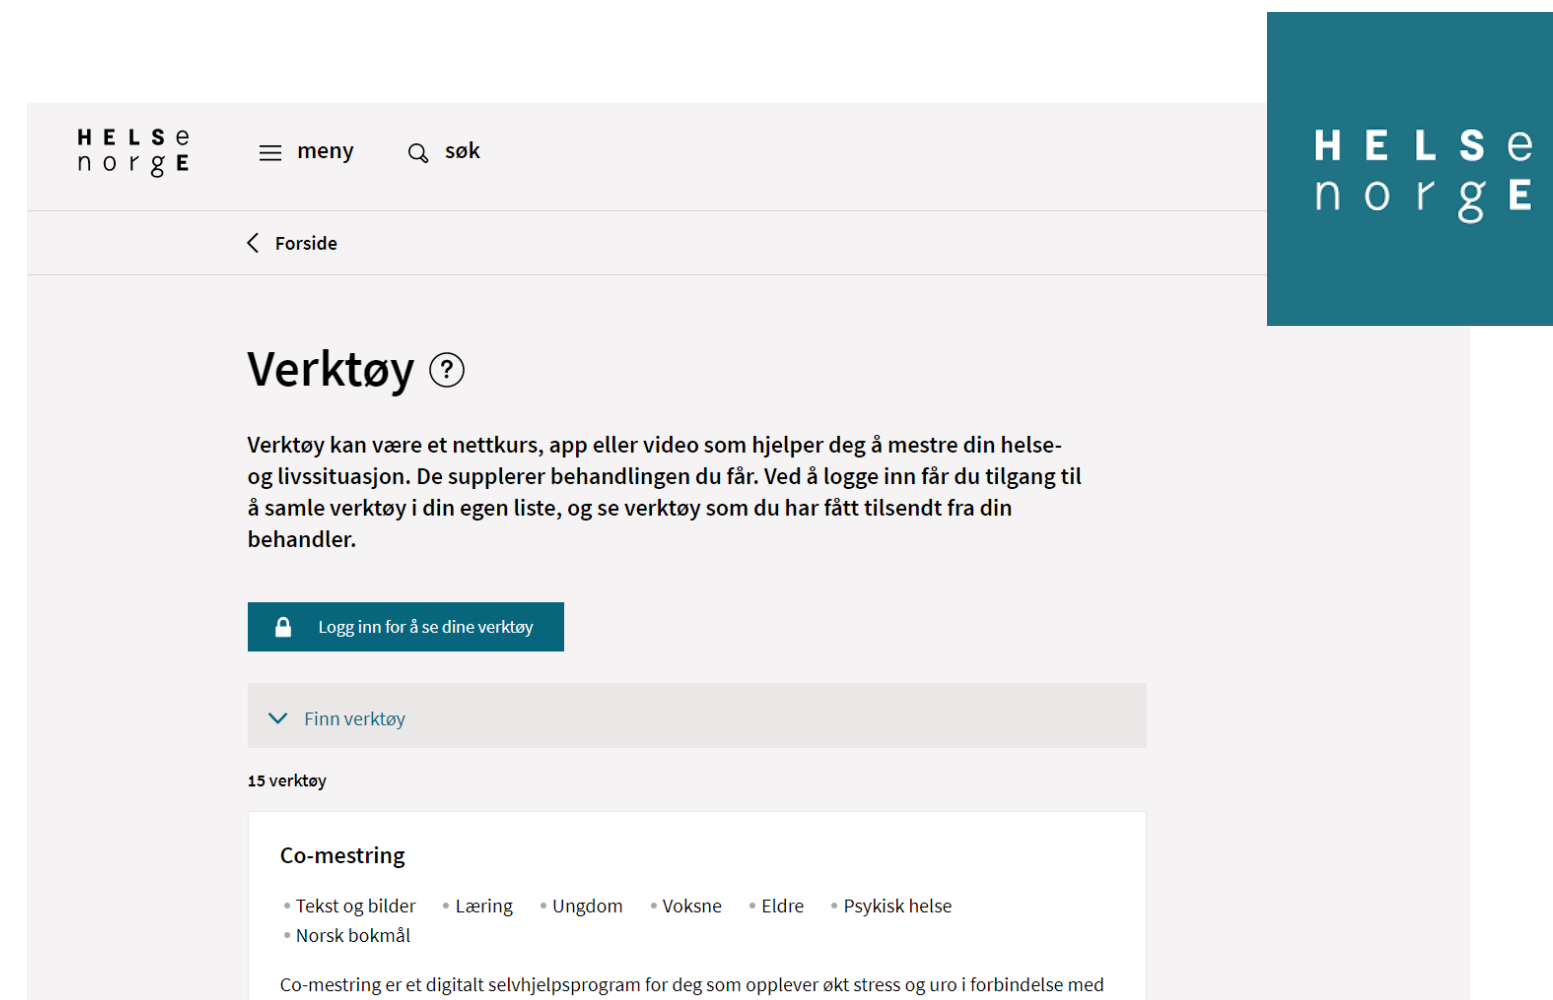 HELSe
norgE
meny
søk
HELSe
norgE
Forside
Verktøy ?
Verktøy kan være et nettkurs, app eller video som hjelper deg å mestre din helse-
og livssituasjon. De supplerer behandlingen du får. Ved å logge inn får du tilgang til
å samle verktøy i din egen liste, og se verktøy som du har fått tilsendt fra din
behandler.
Logg inn for å se dine verktøy
Finn verktøy
15 verktøy
Co-mestring
• Tekst og bilder • Læring • Ungdom • Voksne • Eldre • Psykisk helse
• Norsk bokmål
Co-mestring er et digitalt selvhjelpsprogram for deg som opplever økt stress og uro i forbindelse med